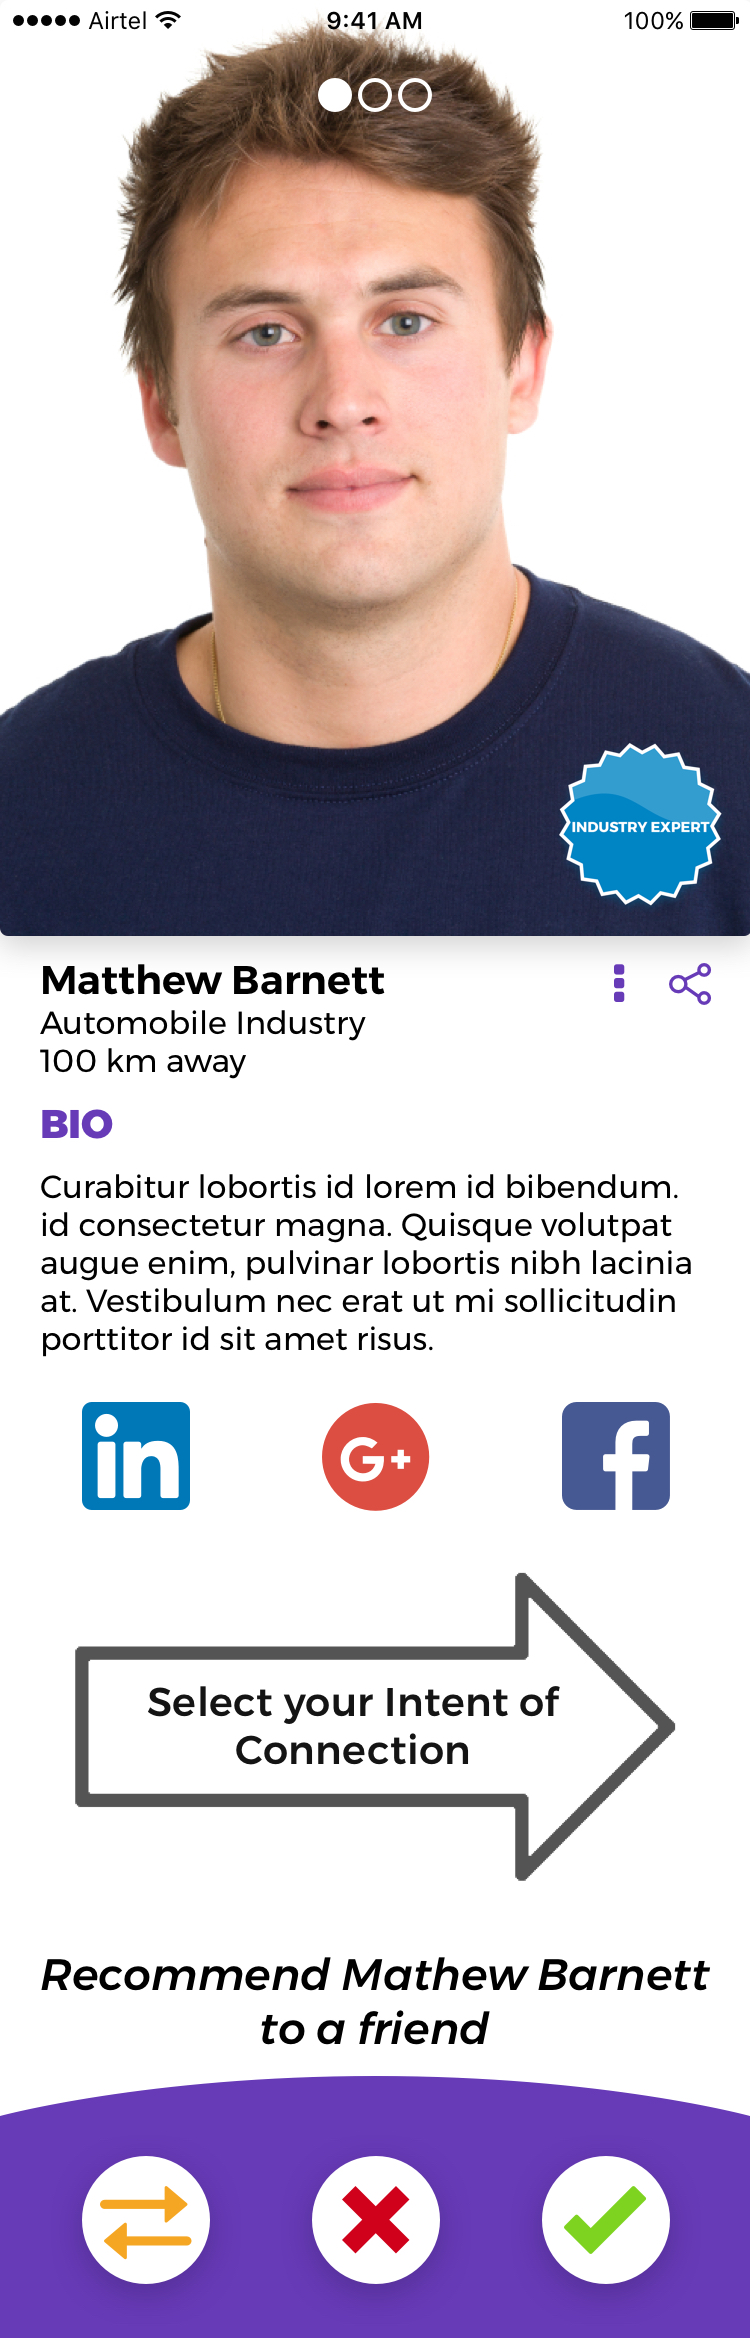 Airtel 9:41 AM 100%
INDUSTRY EXPERT
Matthew Barnett
Automobile Industry
100 km away
BIO
Curabitur lobortis id lorem id bibendum.
id consectetur magna. Quisque volutpat
augue enim, pulvinar lobortis nibh lacinia
at. Vestibulum nec erat ut mi sollicitudin
porttitor id sit amet risus.
in G+ f
Select your Intent of
Connection
Recommend Mathew Barnett
to a friend